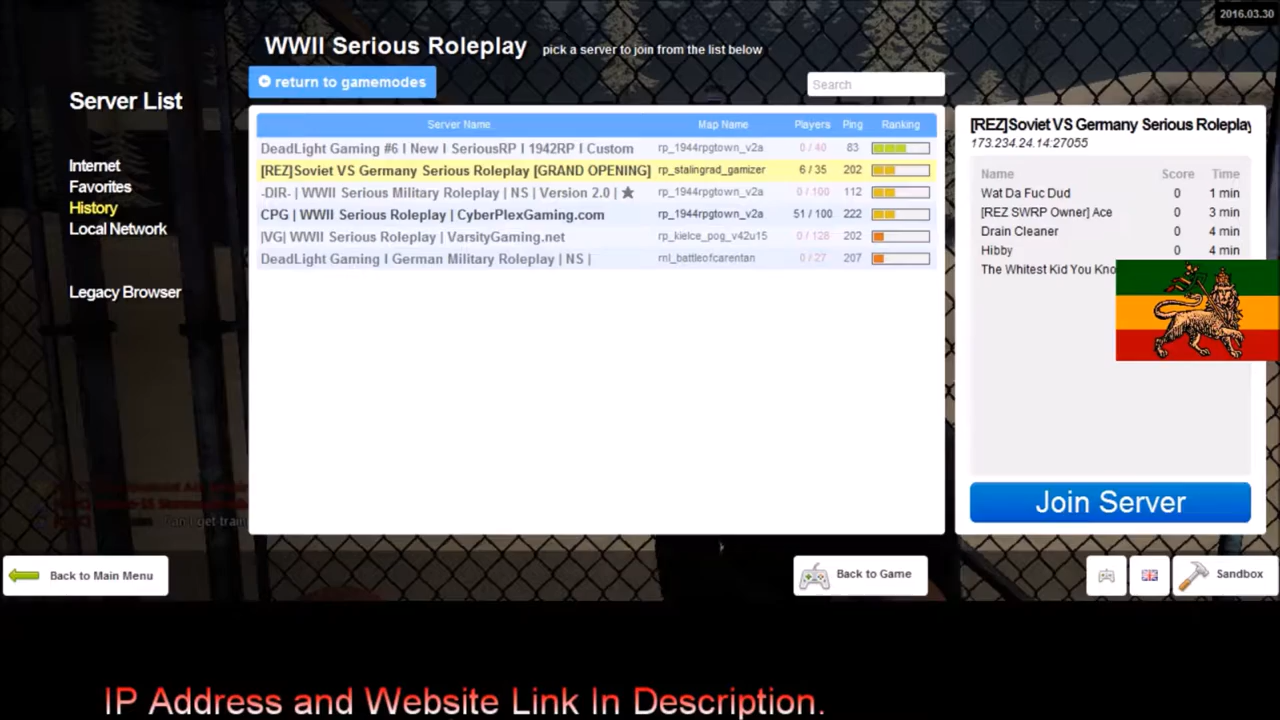 2016.03.30
WWII Serious Roleplay pick a server to join from the list below
return to gamemodes
Search
Server List
Internet
Favorites
History
Local Network
Legacy Browser
Server Name Map Name Players Ping Ranking
DeadLight Gaming #6 I New I SeriousRP I 1942RP I Custom rp_1944rpgtown_v2a 0 / 40 83
[REZ]Soviet VS Germany Serious Roleplay [GRAND OPENING] rp_stalingrad_gamizer 6 / 35 202
-DIR- | WWII Serious Military Roleplay | NS | Version 2.0 | ★ rp_1944rpgtown_v2a 0 / 100 112
CPG | WWII Serious Roleplay | CyberPlexGaming.com rp_1944rpgtown_v2a 51 / 100 222
|VG| WWII Serious Roleplay | VarsityGaming.net rp_kielce_pog_v42u15 0 / 128 202
DeadLight Gaming I German Military Roleplay | NS | rnl_battleofcarentan 0 / 27 207
[REZ]Soviet VS Germany Serious Roleplay
173.234.24.14:27055
Name Score Time
Wat Da Fuc Dud 0 1 min
[REZ SWRP Owner] Ace 0 3 min
Drain Cleaner 0 4 min
Hibby 0 4 min
The Whitest Kid You Kno
Join Server
Back to Main Menu
Back to Game
Sandbox
IP Address and Website Link In Description.